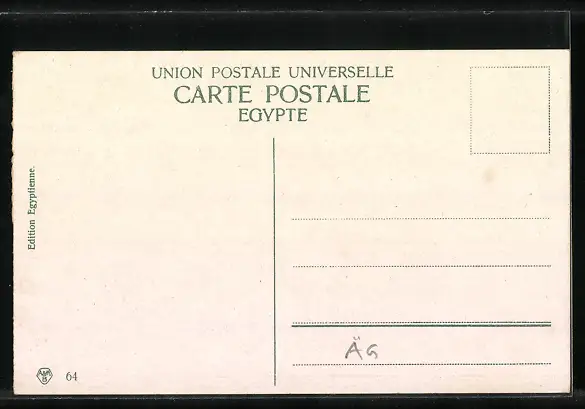 UNION POSTALE UNIVERSELLE
CARTE POSTALE
EGYPTE
Edition Egyptienne.
ÄG
64